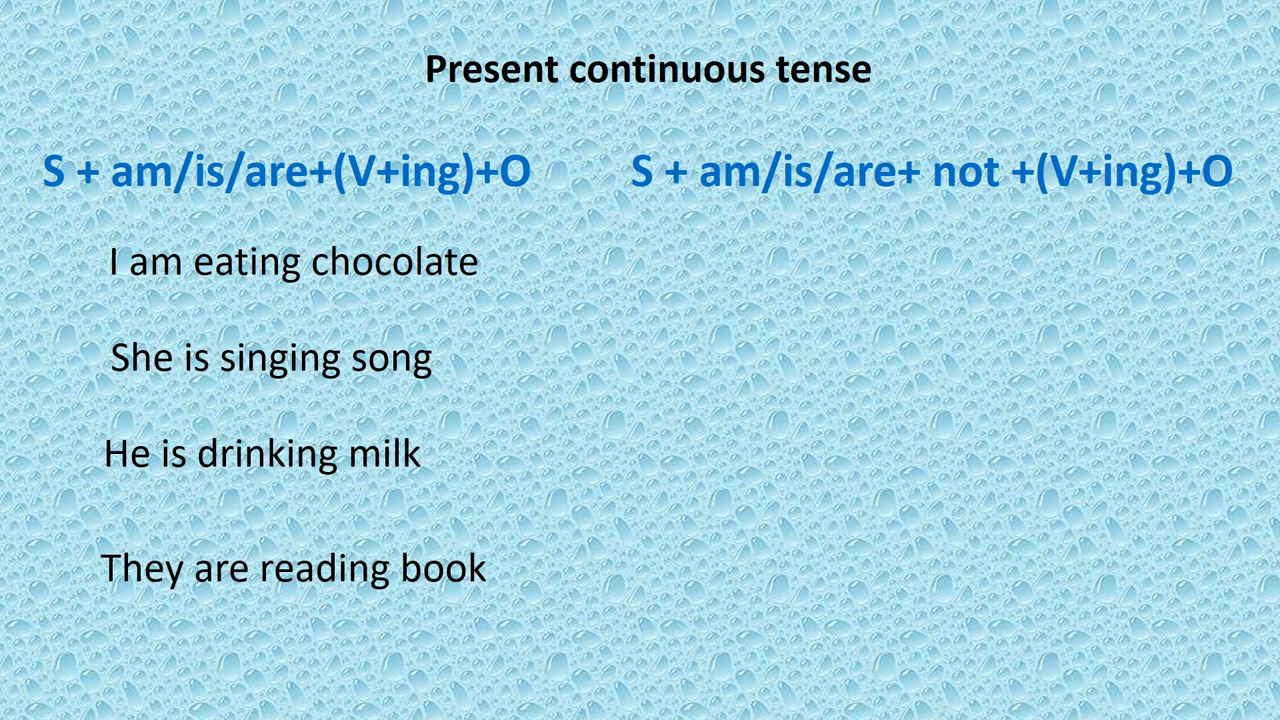 Present continuous tense
S + am/is/are+(V+ing)+O
S + am/is/are+ not +(V+ing)+O
I am eating chocolate
She is singing song
He is drinking milk
They are reading book